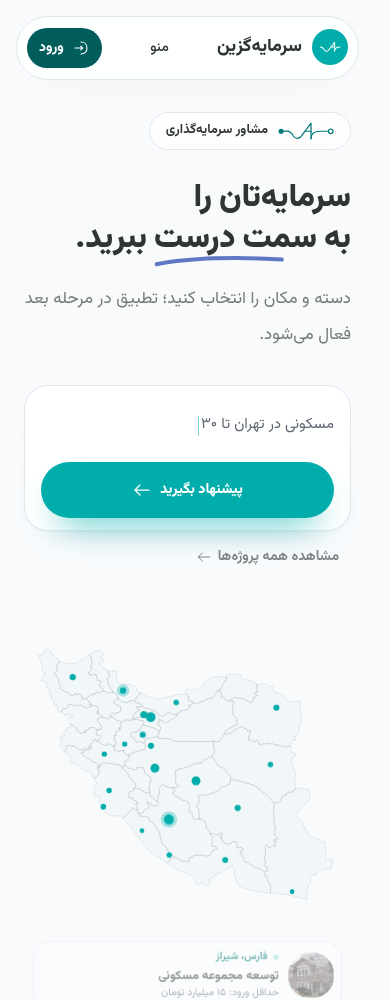 سرمایه‌گزین
منو
ورود
مشاور سرمایه‌گذاری
سرمایه‌تان را
به سمت درست ببرید.
دسته و مکان را انتخاب کنید؛ تطبیق در مرحله بعد
فعال می‌شود.
مسکونی در تهران تا ۳۰
پیشنهاد بگیرید
مشاهده همه پروژه‌ها
فارس، شیراز
توسعه مجموعه مسکونی
حداقل ورود: ۱۵ میلیارد تومان